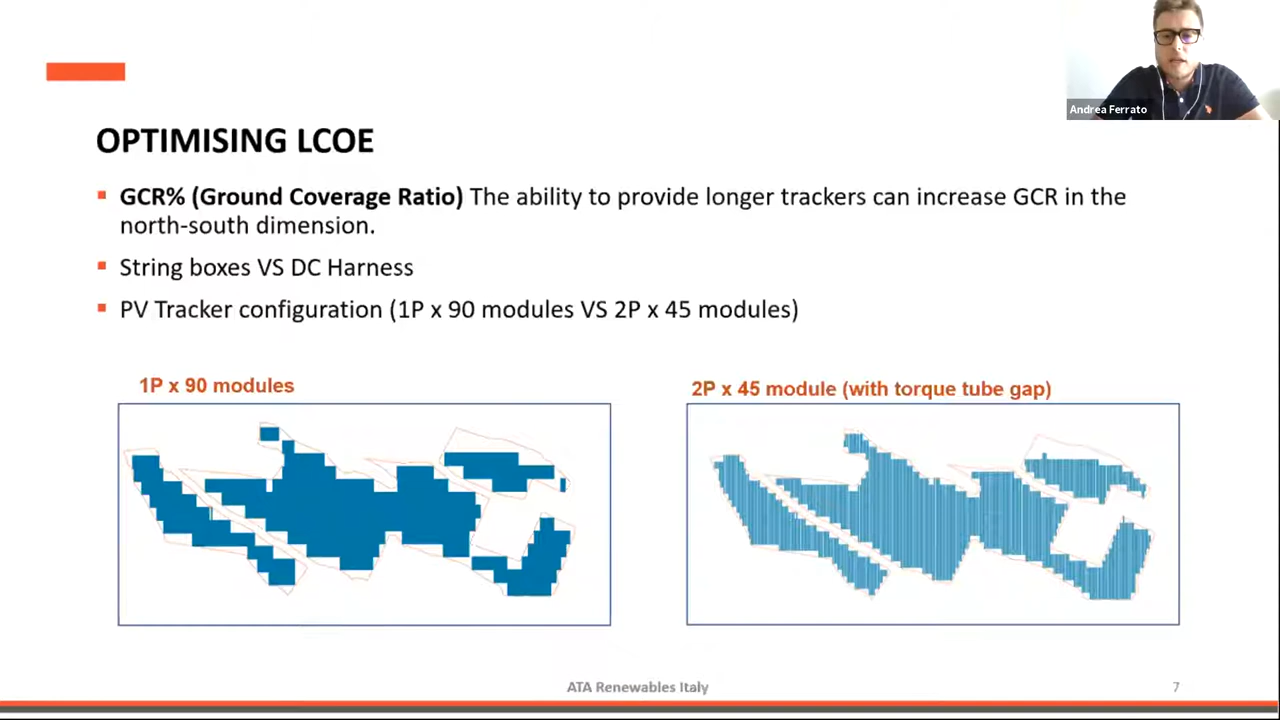 Andrea Ferrato
OPTIMISING LCOE
GCR% (Ground Coverage Ratio) The ability to provide longer trackers can increase GCR in the
north-south dimension.
String boxes VS DC Harness
PV Tracker configuration (1P x 90 modules VS 2P x 45 modules)
1P x 90 modules
2P x 45 module (with torque tube gap)
ATA Renewables Italy
7